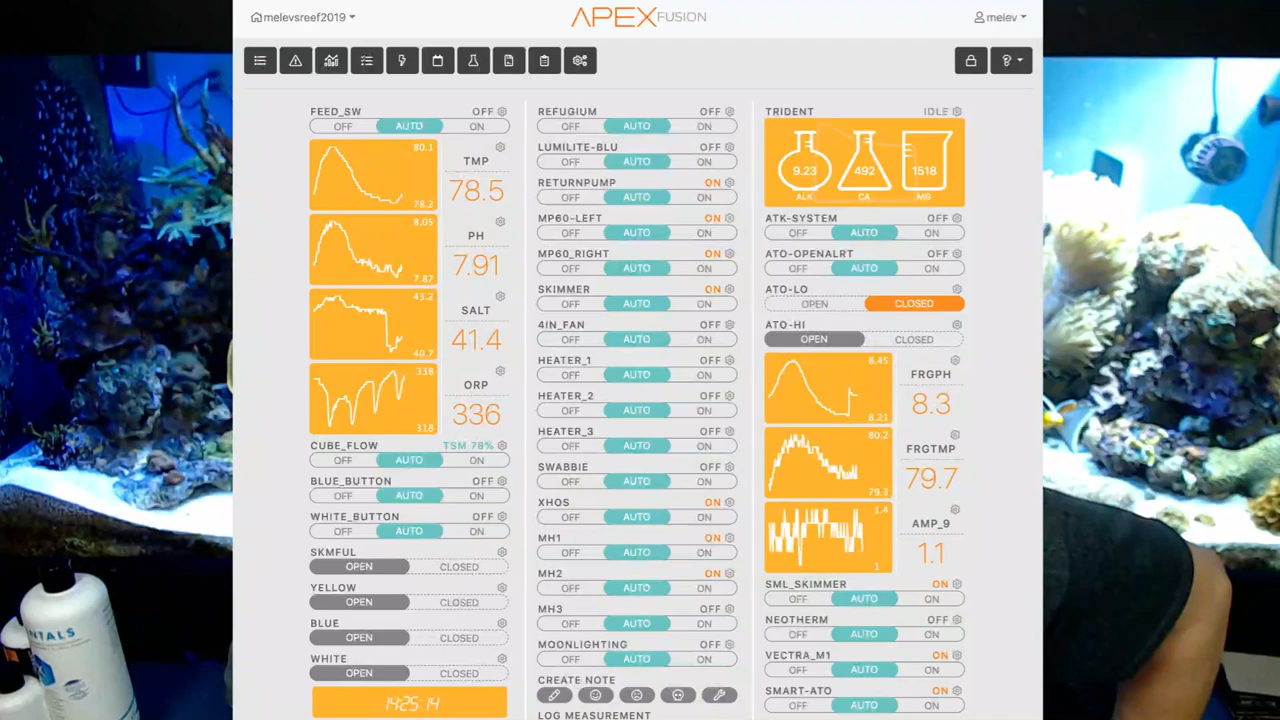 melevsreef2019
APEX FUSION
melev
FEED_SW OFF
OFF AUTO ON
80.1
78.2
TMP
78.5
8.05
7.87
PH
7.91
43.2
40.7
SALT
41.4
338
318
ORP
336
CUBE_FLOW TSM 78%
OFF AUTO ON
BLUE_BUTTON OFF
OFF AUTO ON
WHITE_BUTTON OFF
OFF AUTO ON
SKMFUL
OPEN CLOSED
YELLOW
OPEN CLOSED
BLUE
OPEN CLOSED
WHITE
OPEN CLOSED
14:25:14
REFUGIUM OFF
OFF AUTO ON
LUMILITE-BLU OFF
OFF AUTO ON
RETURNPUMP ON
OFF AUTO ON
MP60-LEFT ON
OFF AUTO ON
MP60_RIGHT ON
OFF AUTO ON
SKIMMER ON
OFF AUTO ON
4IN_FAN OFF
OFF AUTO ON
HEATER_1 OFF
OFF AUTO ON
HEATER_2 OFF
OFF AUTO ON
HEATER_3 OFF
OFF AUTO ON
SWABBIE OFF
OFF AUTO ON
XHOS ON
OFF AUTO ON
MH1 ON
OFF AUTO ON
MH2 ON
OFF AUTO ON
MH3 OFF
OFF AUTO ON
MOONLIGHTING OFF
OFF AUTO ON
CREATE NOTE
LOG MEASUREMENT
TRIDENT IDLE
9.23 492 1518
ALK CA MG
ATK-SYSTEM OFF
OFF AUTO ON
ATO-OPENALRT OFF
OFF AUTO ON
ATO-LO
OPEN CLOSED
ATO-HI
OPEN CLOSED
8.45
8.21
FRGPH
8.3
80.2
79.3
FRGTMP
79.7
1.4
1
AMP_9
1.1
SML_SKIMMER ON
OFF AUTO ON
NEOTHERM OFF
OFF AUTO ON
VECTRA_M1 ON
OFF AUTO ON
SMART-ATO ON
OFF AUTO ON
NTALS